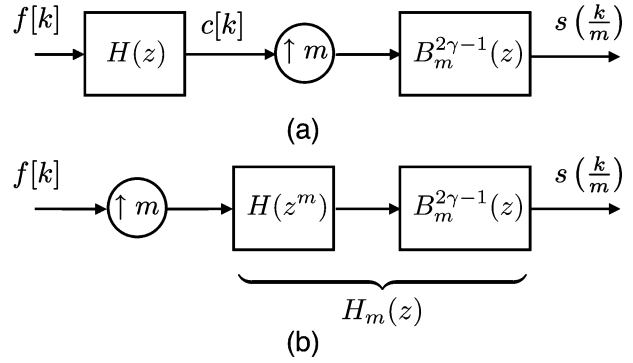 f[k] H(z) c[k] ↑ m B_m^{2γ−1}(z) s(k/m)
(a)
f[k] ↑ m H(z^m) B_m^{2γ−1}(z) s(k/m)
H_m(z)
(b)